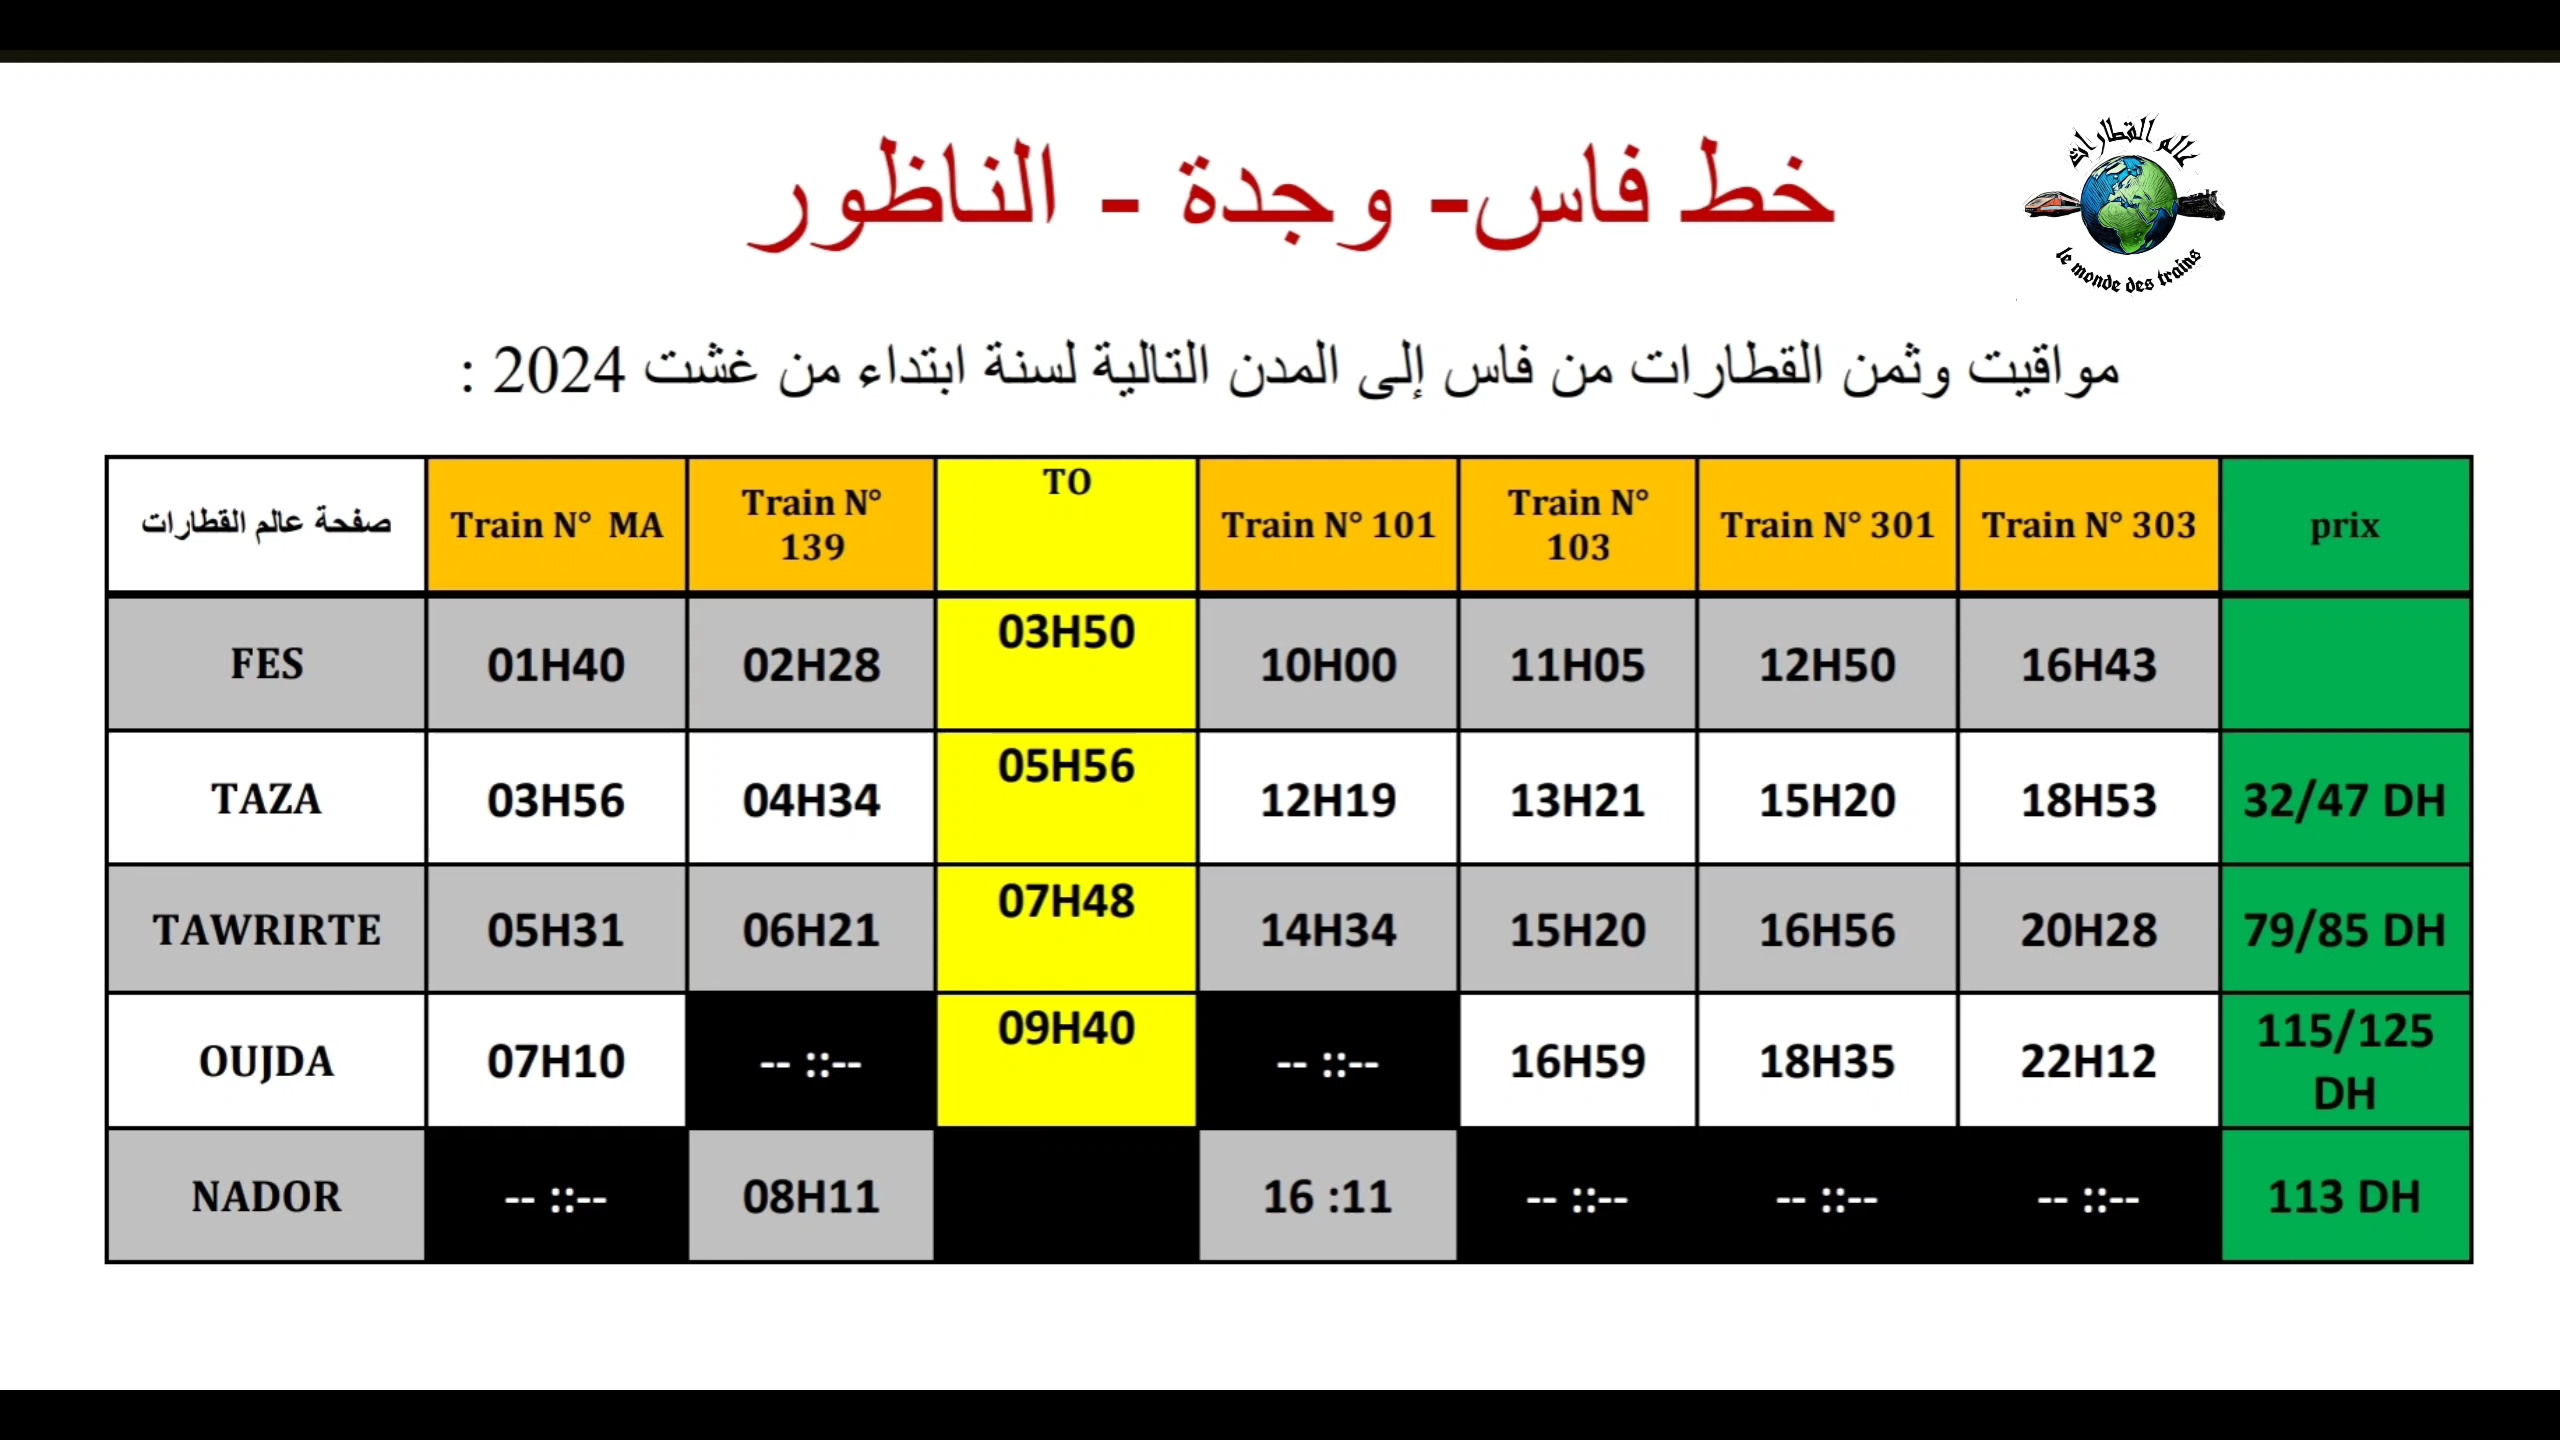 عالم القطارات
le monde des trains
خط فاس- وجدة - الناظور
مواقيت وثمن القطارات من فاس إلى المدن التالية لسنة ابتداء من غشت 2024 :
صفحة عالم القطارات Train N° MA Train N° 139 TO Train N° 101 Train N° 103 Train N° 301 Train N° 303 prix
FES 01H40 02H28 03H50 10H00 11H05 12H50 16H43
TAZA 03H56 04H34 05H56 12H19 13H21 15H20 18H53 32/47 DH
TAWRIRTE 05H31 06H21 07H48 14H34 15H20 16H56 20H28 79/85 DH
OUJDA 07H10 -- ::-- 09H40 -- ::-- 16H59 18H35 22H12 115/125 DH
NADOR -- ::-- 08H11 16 :11 -- ::-- -- ::-- -- ::-- 113 DH